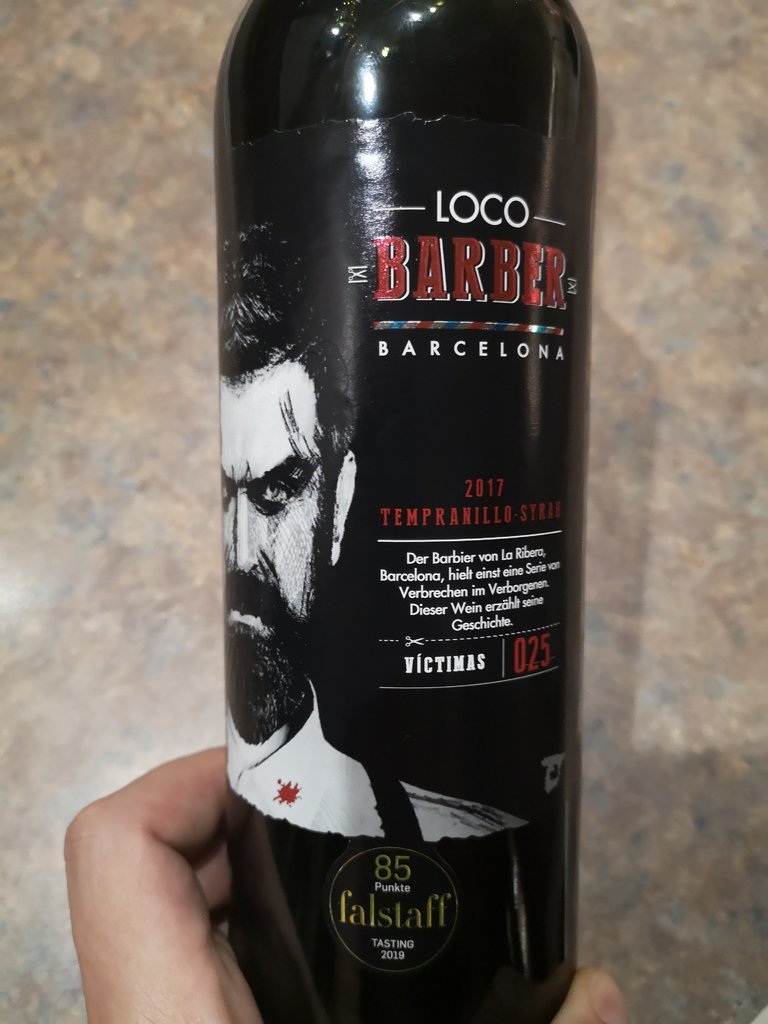 LOCO
BARBER
BARCELONA
2017
TEMPRANILLO-SYRAH
Der Barbier von La Ribera,
Barcelona, hielt einst eine Serie von
Verbrechen im Verborgenen.
Dieser Wein erzählt seine
Geschichte.
VÍCTIMAS 025
85
Punkte
falstaff
TASTING
2019